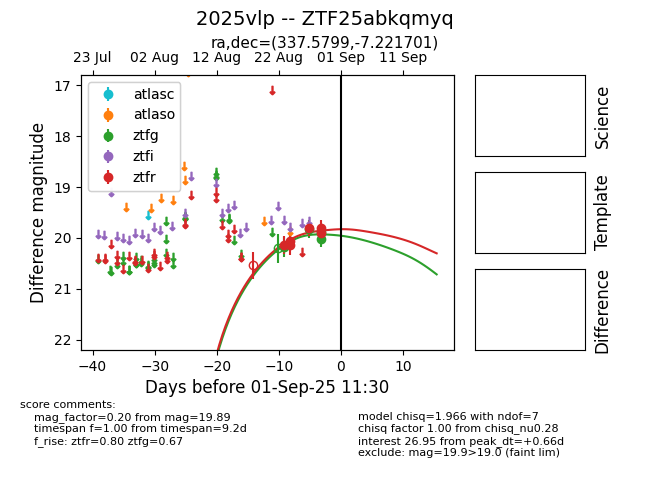 2025vlp -- ZTF25abkqmyq
ra,dec=(337.5799,-7.221701)
23 Jul 02 Aug 12 Aug 22 Aug 01 Sep 11 Sep
atlasc
atlaso
ztfg
ztfi
ztfr
17
18
19
20
21
22
Difference magnitude
−40 −30 −20 −10 0 10
Days before 01-Sep-25 11:30
Science
Template
Difference
score comments:
mag_factor=0.20 from mag=19.89
timespan f=1.00 from timespan=9.2d
f_rise: ztfr=0.80 ztfg=0.67
model chisq=1.966 with ndof=7
chisq factor 1.00 from chisq_nu0.28
interest 26.95 from peak_dt=+0.66d
exclude: mag=19.9>19.0 (faint lim)